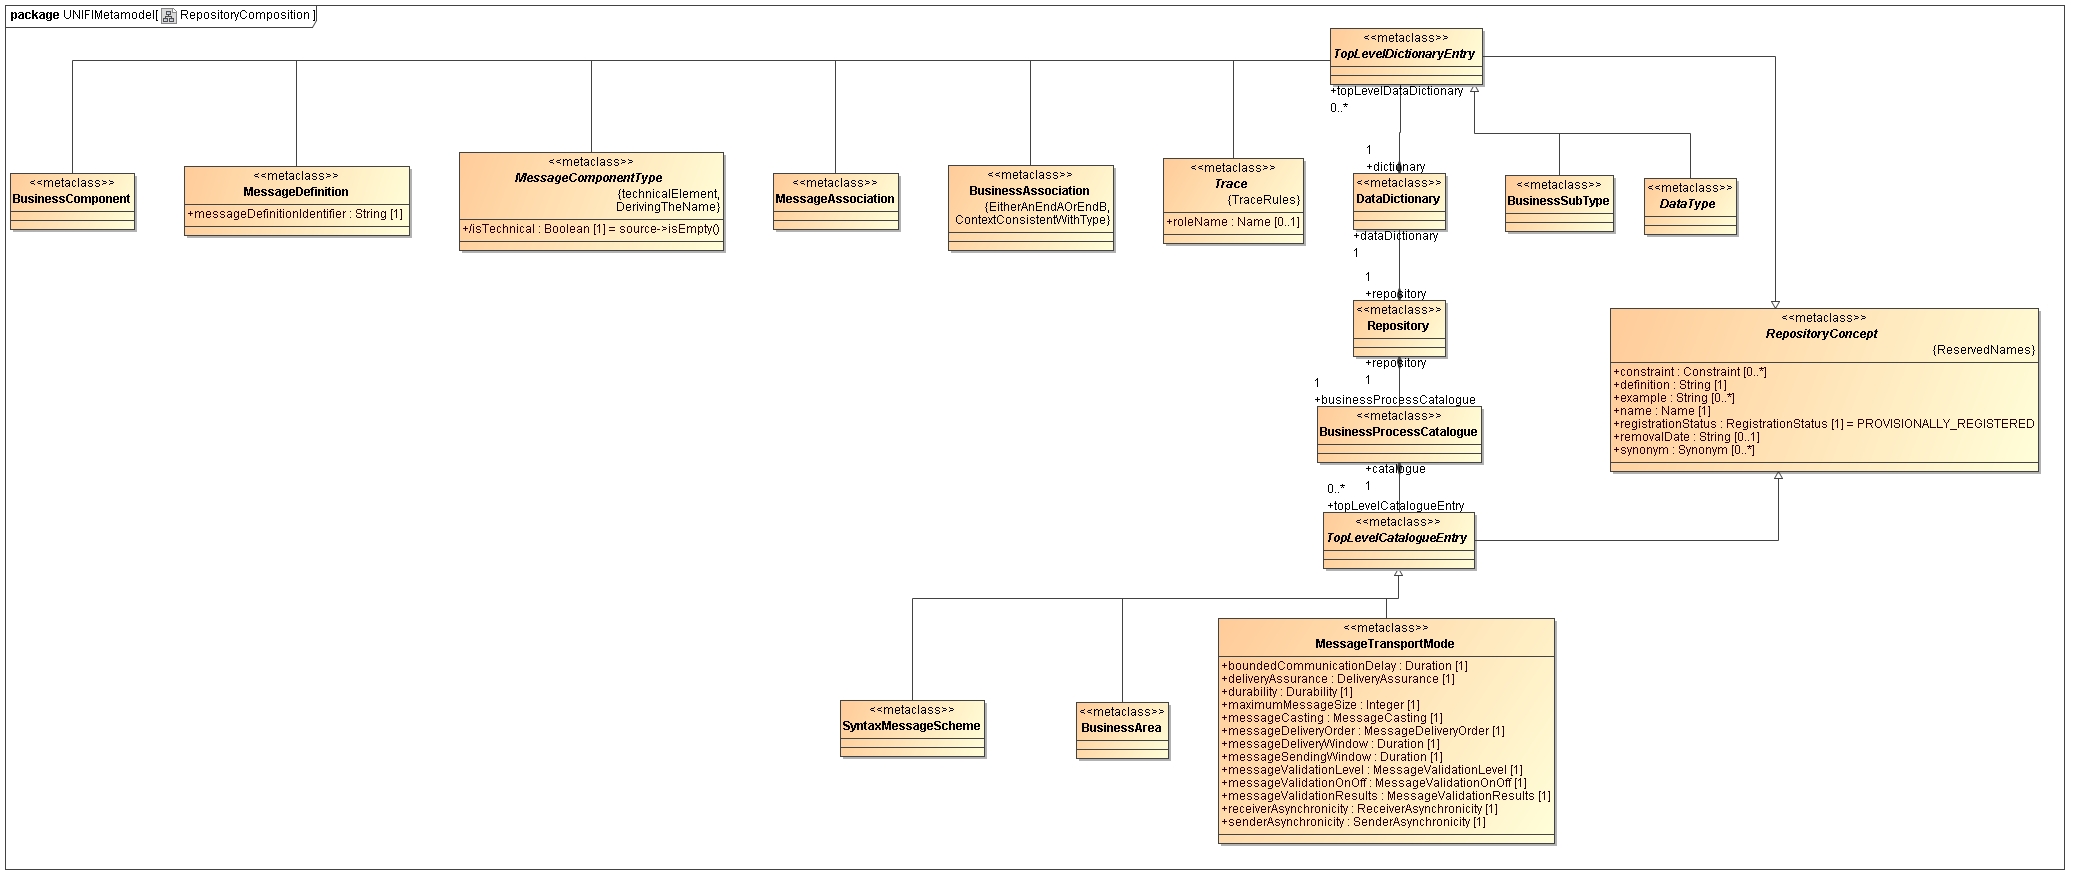 package UNIFIMetamodel[ RepositoryComposition ]
<<metaclass>>
TopLevelDictionaryEntry
+topLevelDataDictionary
0..*
<<metaclass>>
BusinessComponent
<<metaclass>>
MessageDefinition
+messageDefinitionIdentifier : String [1]
<<metaclass>>
MessageComponentType
{technicalElement,
DerivingTheName}
+/isTechnical : Boolean [1] = source->isEmpty()
<<metaclass>>
MessageAssociation
<<metaclass>>
BusinessAssociation
{EitherAnEndAOrEndB,
ContextConsistentWithType}
<<metaclass>>
Trace
{TraceRules}
+roleName : Name [0..1]
1
+dictionary
<<metaclass>>
DataDictionary
+dataDictionary
1
<<metaclass>>
BusinessSubType
<<metaclass>>
DataType
1
+repository
<<metaclass>>
Repository
+repository
1
1
+businessProcessCatalogue
<<metaclass>>
BusinessProcessCatalogue
+catalogue
1
0..*
+topLevelCatalogueEntry
<<metaclass>>
TopLevelCatalogueEntry
<<metaclass>>
RepositoryConcept
{ReservedNames}
+constraint : Constraint [0..*]
+definition : String [1]
+example : String [0..*]
+name : Name [1]
+registrationStatus : RegistrationStatus [1] = PROVISIONALLY_REGISTERED
+removalDate : String [0..1]
+synonym : Synonym [0..*]
<<metaclass>>
SyntaxMessageScheme
<<metaclass>>
BusinessArea
<<metaclass>>
MessageTransportMode
+boundedCommunicationDelay : Duration [1]
+deliveryAssurance : DeliveryAssurance [1]
+durability : Durability [1]
+maximumMessageSize : Integer [1]
+messageCasting : MessageCasting [1]
+messageDeliveryOrder : MessageDeliveryOrder [1]
+messageDeliveryWindow : Duration [1]
+messageSendingWindow : Duration [1]
+messageValidationLevel : MessageValidationLevel [1]
+messageValidationOnOff : MessageValidationOnOff [1]
+messageValidationResults : MessageValidationResults [1]
+receiverAsynchronicity : ReceiverAsynchronicity [1]
+senderAsynchronicity : SenderAsynchronicity [1]